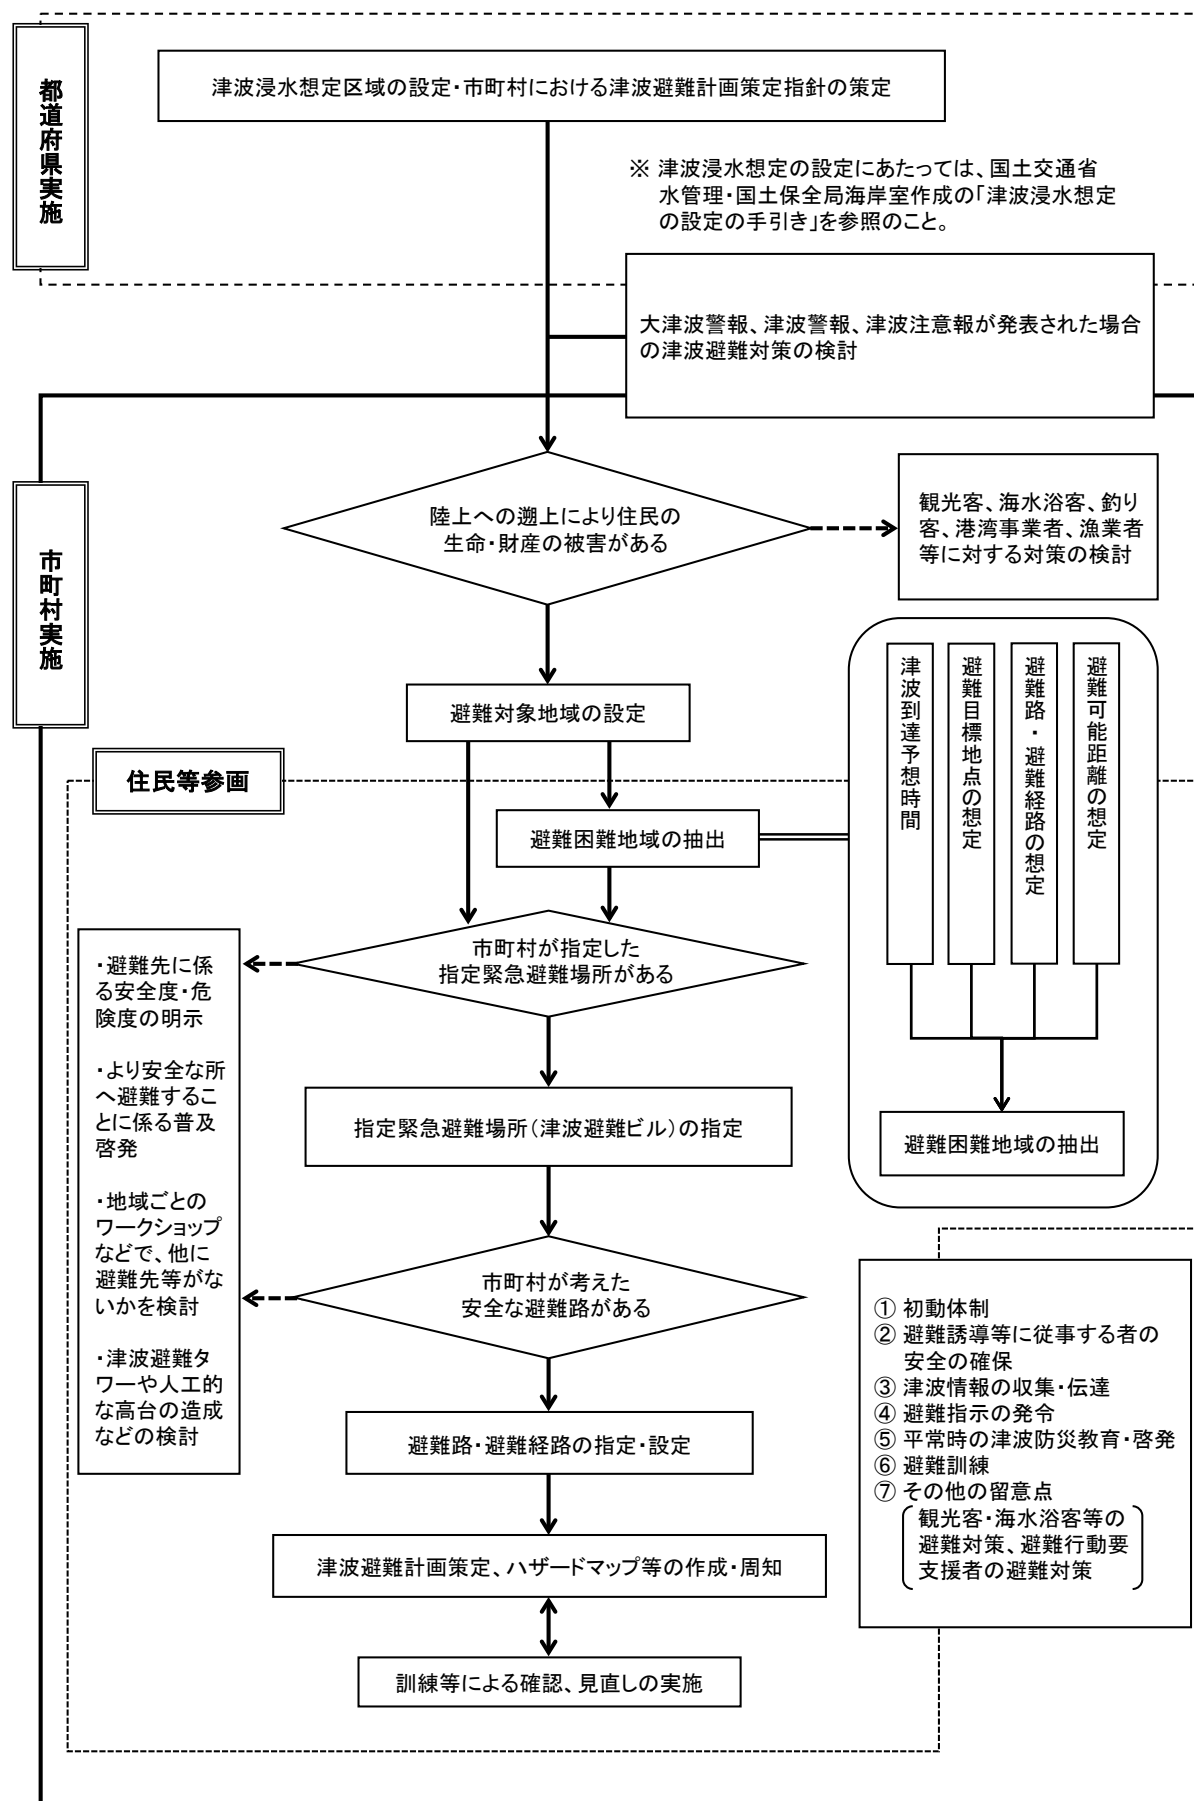 都道府県実施
津波浸水想定区域の設定・市町村における津波避難計画策定指針の策定
※ 津波浸水想定の設定にあたっては、国土交通省
水管理・国土保全局海岸室作成の「津波浸水想定
の設定の手引き」を参照のこと。
大津波警報、津波警報、津波注意報が発表された場合
の津波避難対策の検討
市町村実施
陸上への遡上により住民の
生命・財産の被害がある
観光客、海水浴客、釣り
客、港湾事業者、漁業者
等に対する対策の検討
避難対象地域の設定
住民等参画
避難困難地域の抽出
津波到達予想時間
避難目標地点の想定
避難路・避難経路の想定
避難可能距離の想定
避難困難地域の抽出
市町村が指定した
指定緊急避難場所がある
・避難先に係
る安全度・危
険度の明示
・より安全な所
へ避難するこ
とに係る普及
啓発
・地域ごとの
ワークショップ
などで、他に
避難先等がな
いかを検討
・津波避難タ
ワーや人工的
な高台の造成
などの検討
指定緊急避難場所(津波避難ビル)の指定
市町村が考えた
安全な避難路がある
避難路・避難経路の指定・設定
津波避難計画策定、ハザードマップ等の作成・周知
訓練等による確認、見直しの実施
① 初動体制
② 避難誘導等に従事する者の
安全の確保
③ 津波情報の収集・伝達
④ 避難指示の発令
⑤ 平常時の津波防災教育・啓発
⑥ 避難訓練
⑦ その他の留意点
観光客・海水浴客等の
避難対策、避難行動要
支援者の避難対策